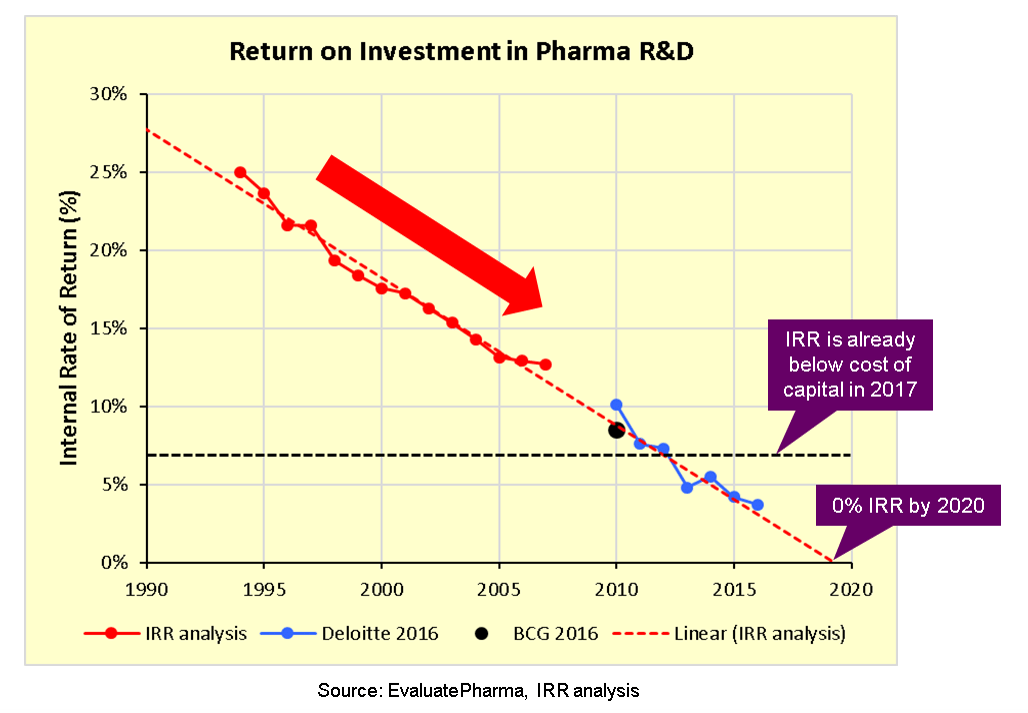 Return on Investment in Pharma R&D
Internal Rate of Return (%)
30%
25%
20%
15%
10%
5%
0%
1990 1995 2000 2005 2010 2015 2020
IRR is already
below cost of
capital in 2017
0% IRR by 2020
IRR analysis Deloitte 2016 BCG 2016 Linear (IRR analysis)
Source: EvaluatePharma, IRR analysis